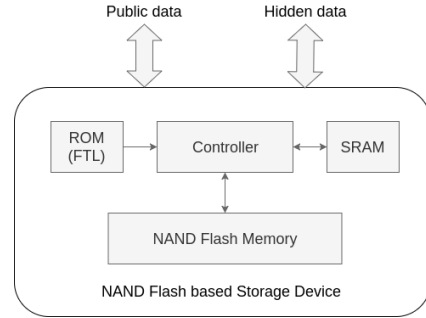 Public data
Hidden data
ROM
(FTL)
Controller
SRAM
NAND Flash Memory
NAND Flash based Storage Device